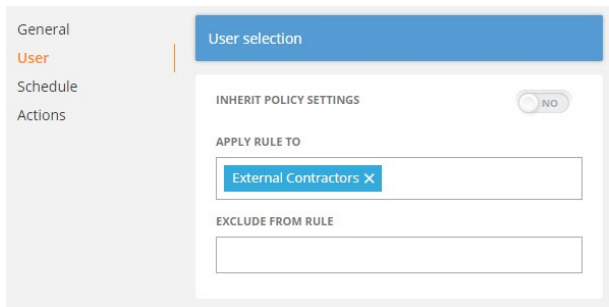 General
User
Schedule
Actions
User selection
INHERIT POLICY SETTINGS
NO
APPLY RULE TO
External Contractors ×
EXCLUDE FROM RULE